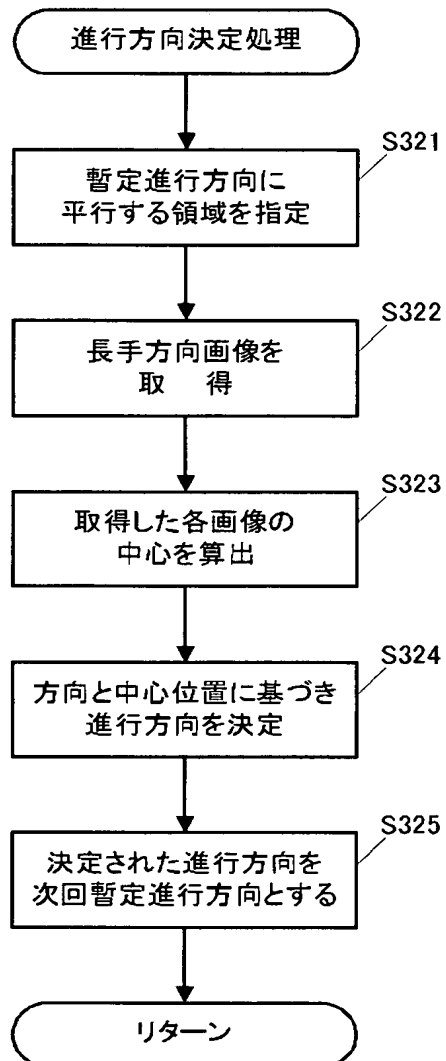 進行方向決定処理
S321
暫定進行方向に
平行する領域を指定
S322
長手方向画像を
取 得
S323
取得した各画像の
中心を算出
S324
方向と中心位置に基づき
進行方向を決定
S325
決定された進行方向を
次回暫定進行方向とする
リターン